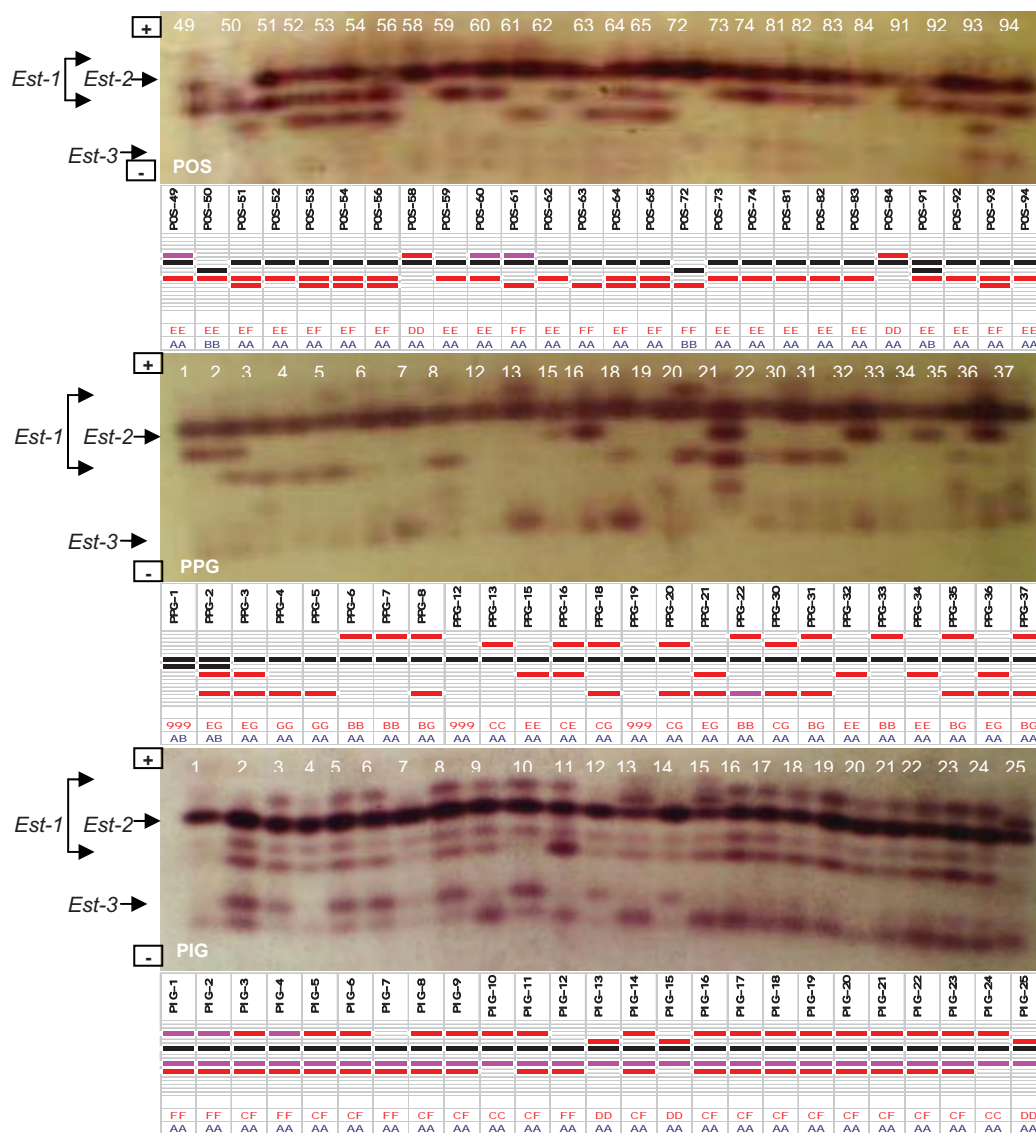 +
49 50 51 52 53 54 56 58 59 60 61 62 64 65 72 73 74 81 82 83 84 91 92 93 94
Est-1 Est-2
Est-3
-
POS
POS-49 POS-50 POS-51 POS-52 POS-53 POS-54 POS-56 POS-58 POS-59 POS-60 POS-61 POS-62 POS-63 POS-64 POS-65 POS-72 POS-73 POS-74 POS-81 POS-82 POS-83 POS-84 POS-91 POS-92 POS-93 POS-94
EE EE EF EE EF EF EF DD EE EE FF EE FF EF EF FF EE EE EE EE EE DD EE EE EF EE
AA BB AA AA AA AA AA AA AA AA AA AA AA AA AA BB AA AA AA AA AA AA AB AA AA AA
+
1 2 3 4 5 6 7 8 12 13 15 16 18 19 20 21 22 30 31 32 33 34 35 36 37
Est-1 Est-2
Est-3
-
PPG
PPG-1 PPG-2 PPG-3 PPG-4 PPG-5 PPG-6 PPG-7 PPG-8 PPG-12 PPG-13 PPG-15 PPG-16 PPG-18 PPG-19 PPG-20 PPG-21 PPG-22 PPG-30 PPG-31 PPG-32 PPG-33 PPG-34 PPG-35 PPG-36 PPG-37
999 EG EG GG GG BB BB BG 999 CC EE CE CG 999 CG EG BB CG BG EE BB EE BG EG BG
AB AB AA AA AA AA AA AA AA AA AA AA AA AA AA AA AA AA AA AA AA AA AA AA AA
+
1 2 3 4 5 6 7 8 9 10 11 12 13 14 15 16 17 18 19 20 21 22 23 24 25
Est-1 Est-2
Est-3
-
PIG
PIG-1 PIG-2 PIG-3 PIG-4 PIG-5 PIG-6 PIG-7 PIG-8 PIG-9 PIG-10 PIG-11 PIG-12 PIG-13 PIG-14 PIG-15 PIG-16 PIG-17 PIG-18 PIG-19 PIG-20 PIG-21 PIG-22 PIG-23 PIG-24 PIG-25
FF FF CF FF CF CF FF CF CF CC CF FF DD CF DD CF CF CF CF CF CF CF CF CC DD
AA AA AA AA AA AA AA AA AA AA AA AA AA AA AA AA AA AA AA AA AA AA AA AA AA